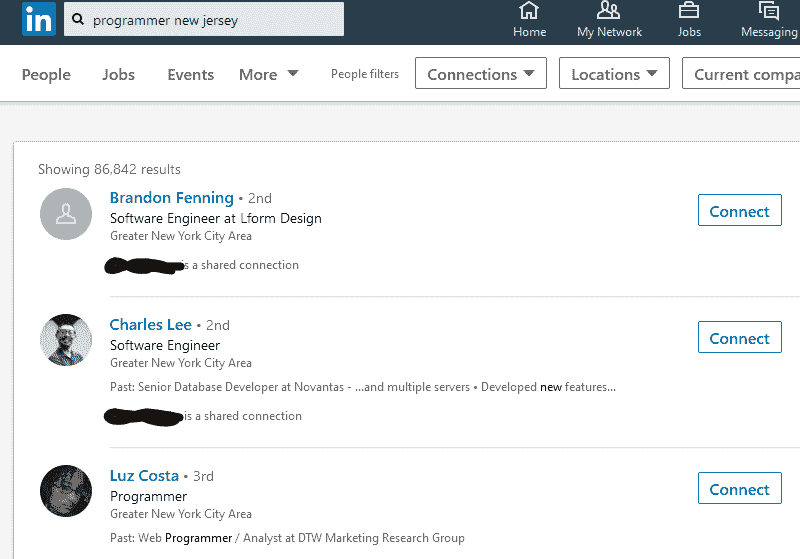 in programmer new jersey
Home My Network Jobs Messaging
People Jobs Events More People filters Connections Locations Current compa
Showing 86,842 results
Brandon Fenning • 2nd
Connect
Software Engineer at Lform Design
Greater New York City Area
is a shared connection
Charles Lee • 2nd
Connect
Software Engineer
Greater New York City Area
Past: Senior Database Developer at Novantas - ...and multiple servers • Developed new features...
is a shared connection
Luz Costa • 3rd
Connect
Programmer
Greater New York City Area
Past: Web Programmer / Analyst at DTW Marketing Research Group